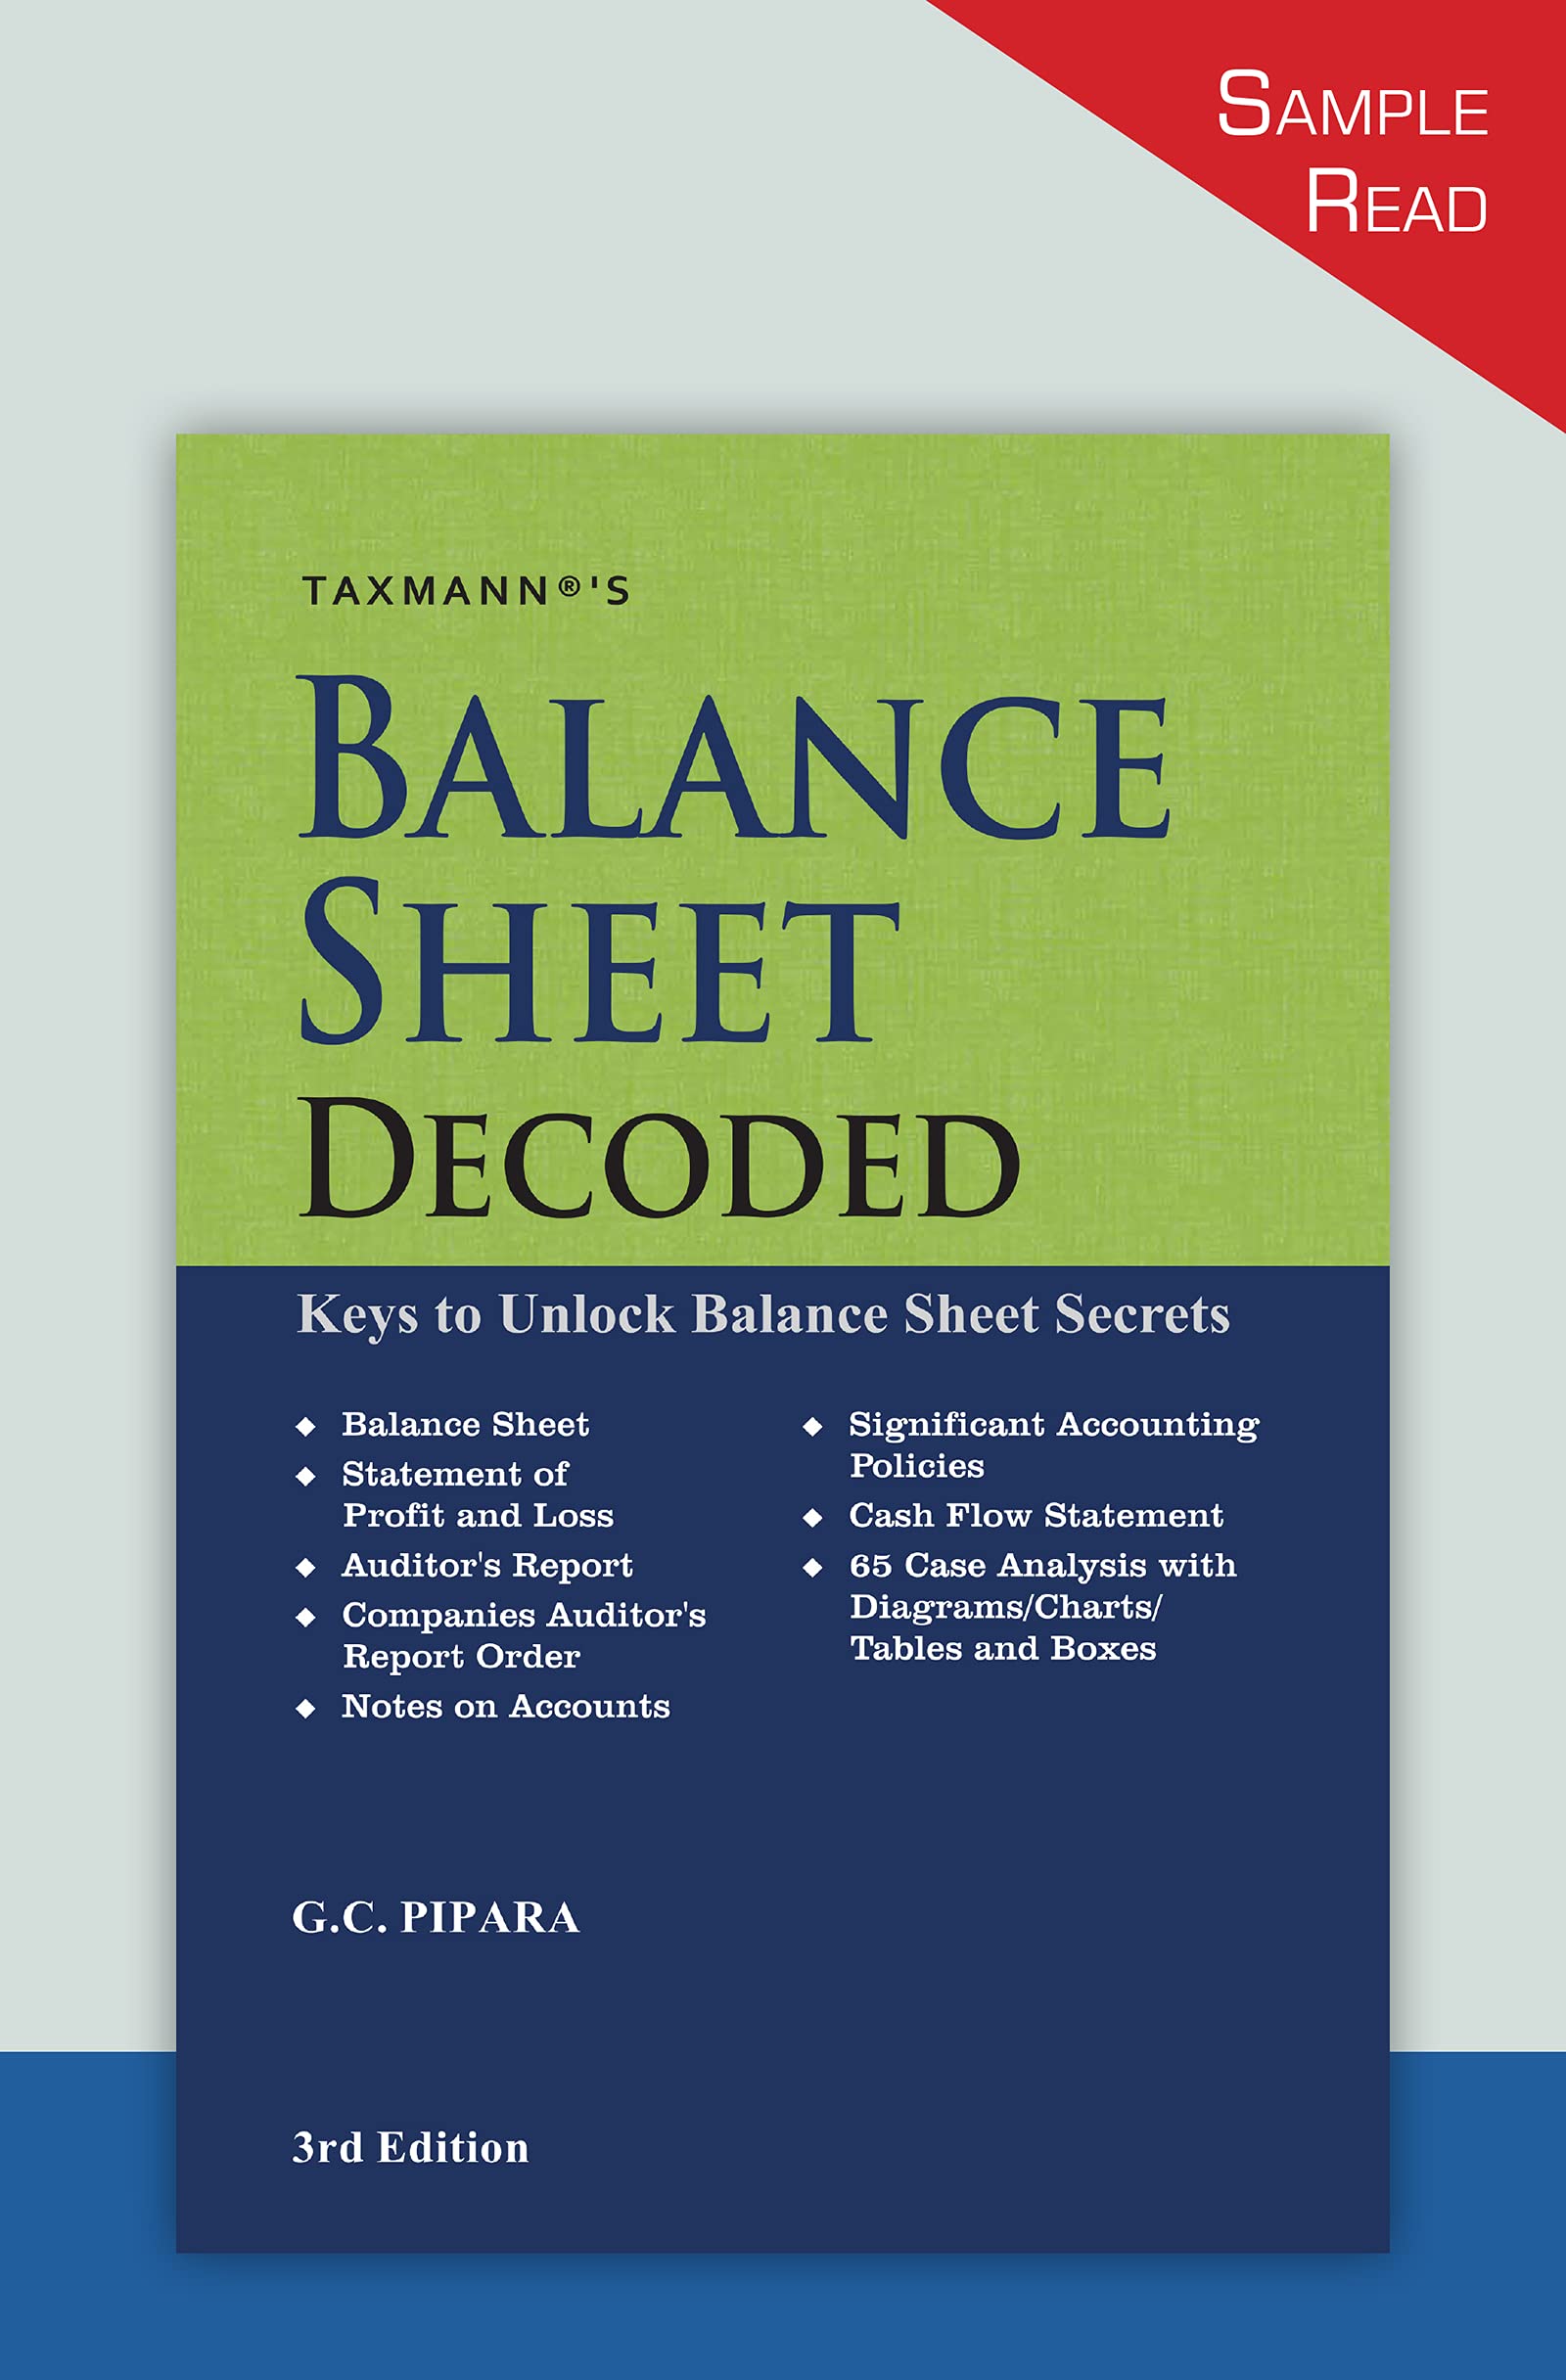 SAMPLE
READ
TAXMANN®'S
BALANCE
SHEET
DECODED
Keys to Unlock Balance Sheet Secrets
◆ Balance Sheet
◆ Statement of
Profit and Loss
◆ Auditor's Report
◆ Companies Auditor's
Report Order
◆ Notes on Accounts
◆ Significant Accounting
Policies
◆ Cash Flow Statement
◆ 65 Case Analysis with
Diagrams/Charts/
Tables and Boxes
G.C. PIPARA
3rd Edition